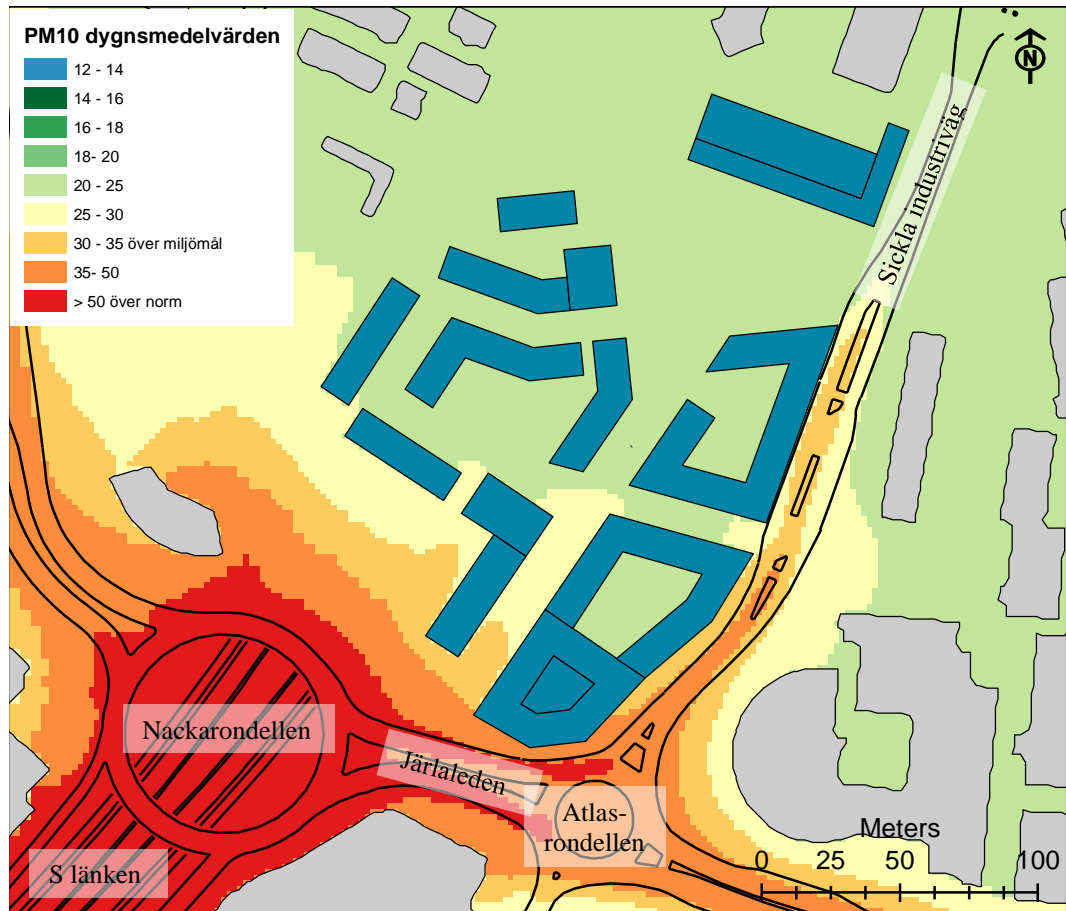 PM10 dygnsmedelvärden
12 - 14
14 - 16
16 - 18
18- 20
20 - 25
25 - 30
30 - 35 över miljömål
35- 50
> 50 över norm
N
Sickla industriväg
Nackarondellen
Järlaleden
Atlas-
rondellen
S länken
Meters
0 25 50 100